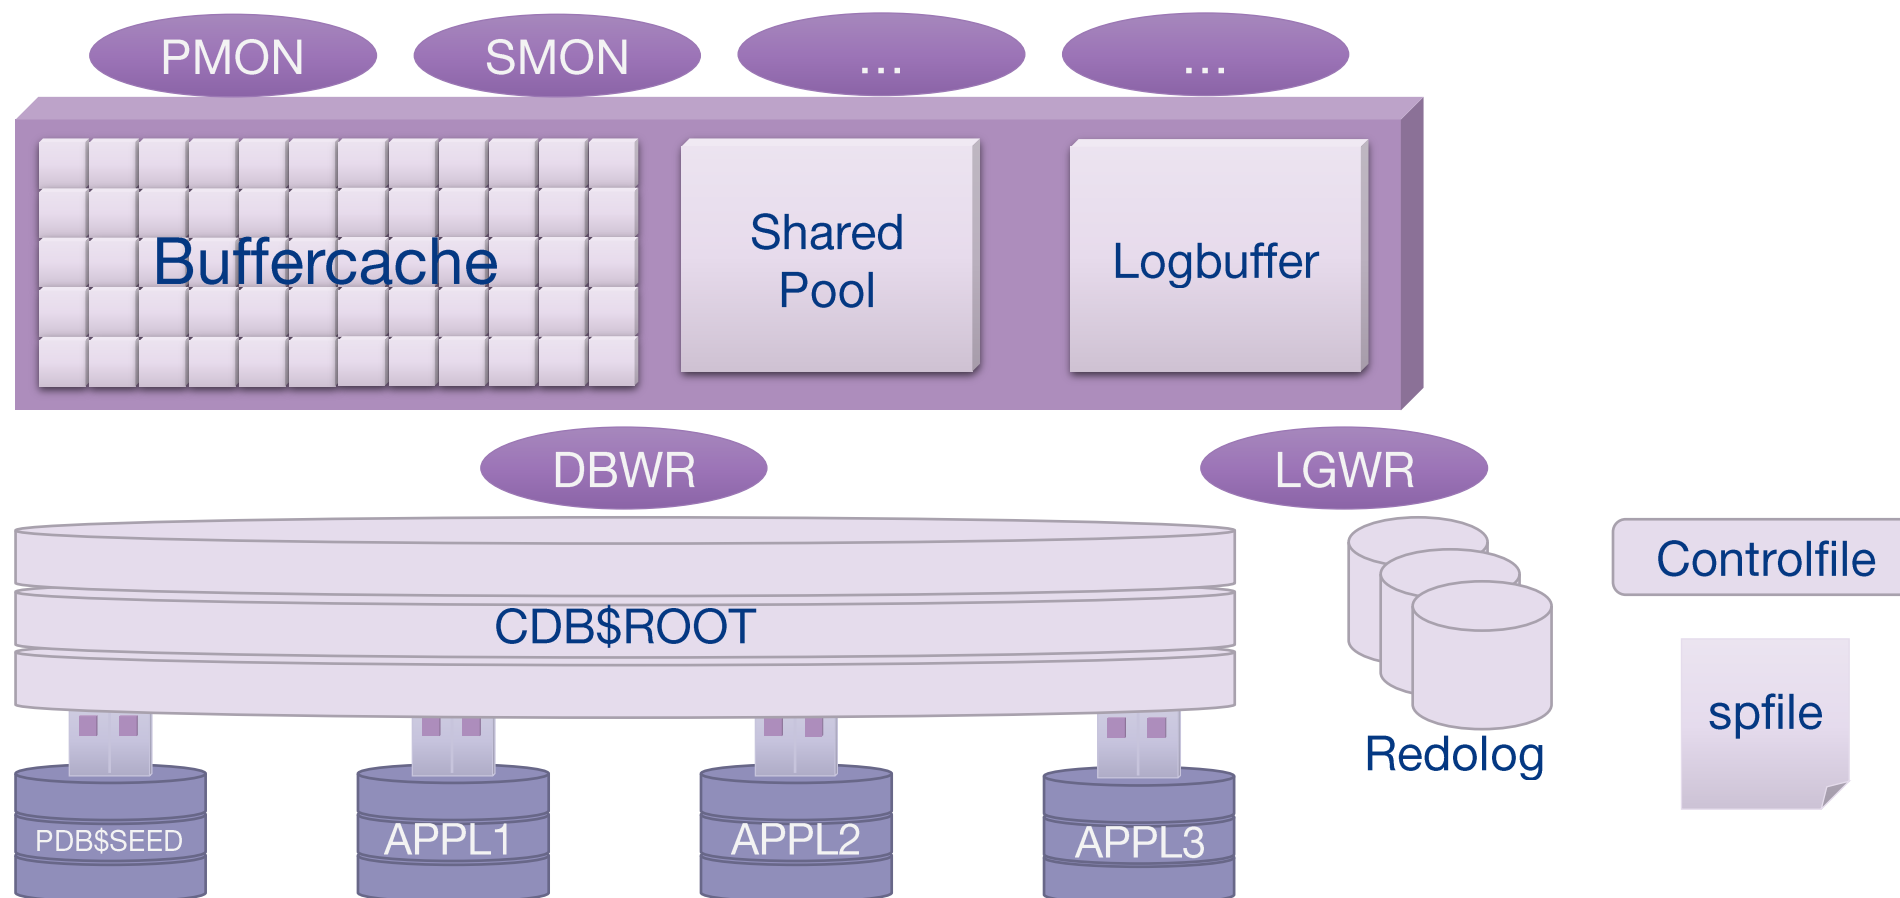 PMON
SMON
...
...
Buffercache
Shared
Pool
Logbuffer
DBWR
LGWR
CDB$ROOT
Controlfile
spfile
Redolog
PDB$SEED
APPL1
APPL2
APPL3